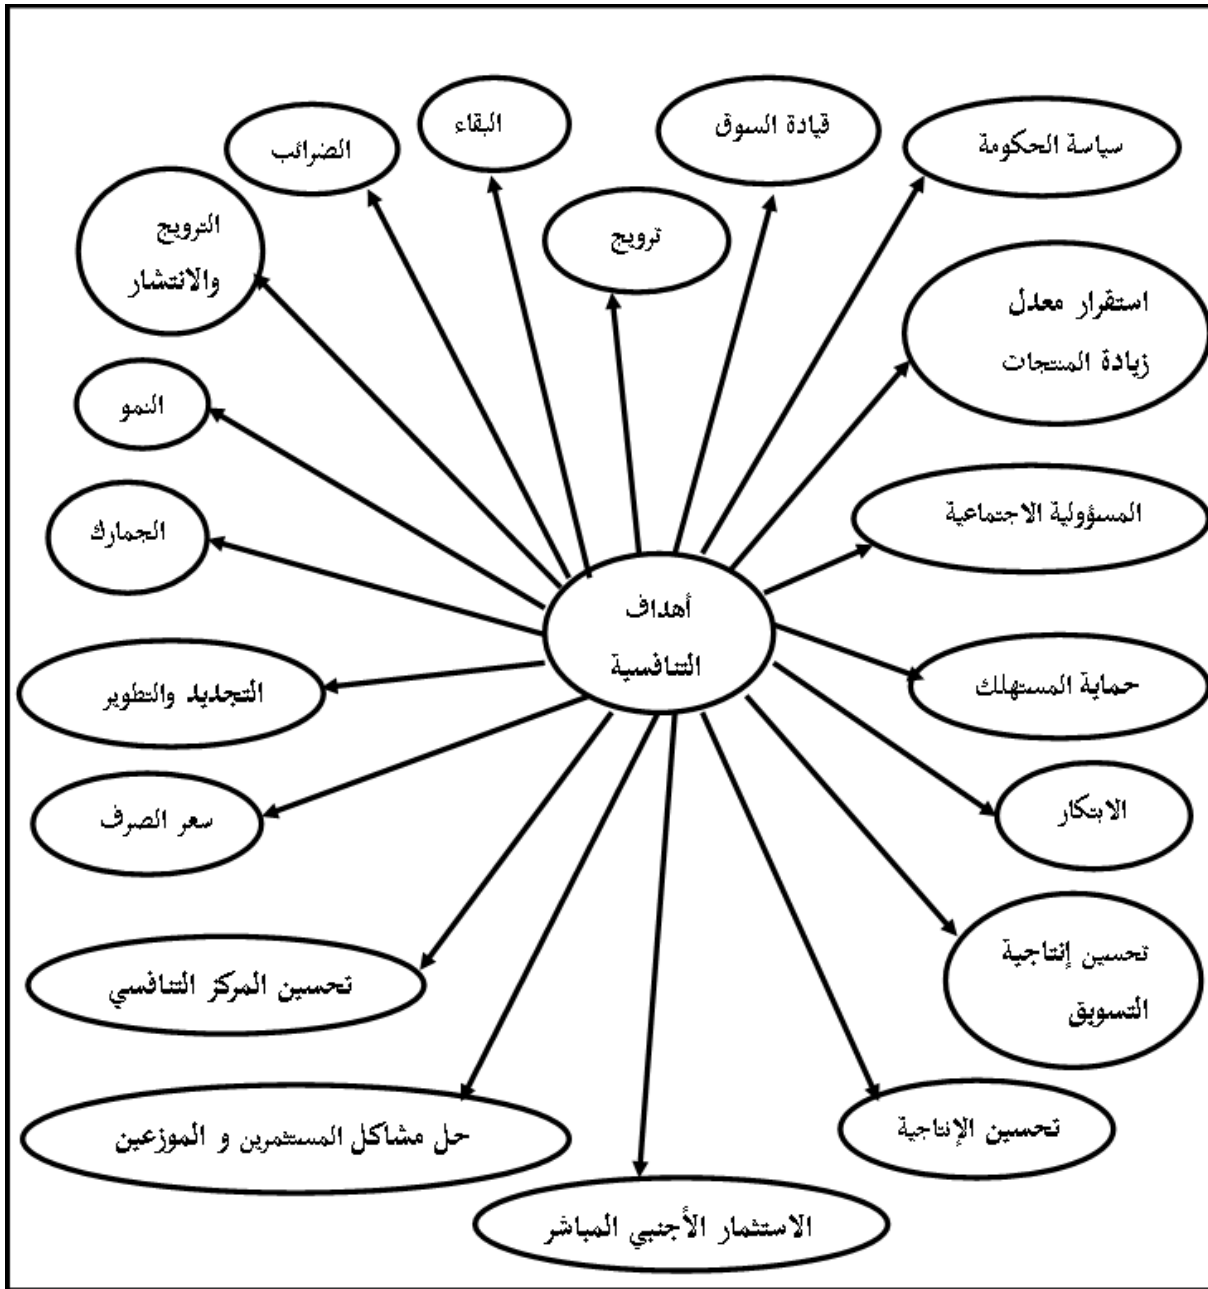 البقاء
قيادة السوق
سياسة الحكومة
الضرائب
ترويج
الترويج
والانتشار
استقرار معدل
زيادة المنتجات
النمو
المسؤولية الاجتماعية
الجمارك
أهداف
التنافسية
حماية المستهلك
التجديد والتطوير
الابتكار
سعر الصرف
تحسين إنتاجية
التسويق
تحسين المركز التنافسي
تحسين الإنتاجية
حل مشاكل المستثمرين و الموزعين
الاستثمار الأجنبي المباشر